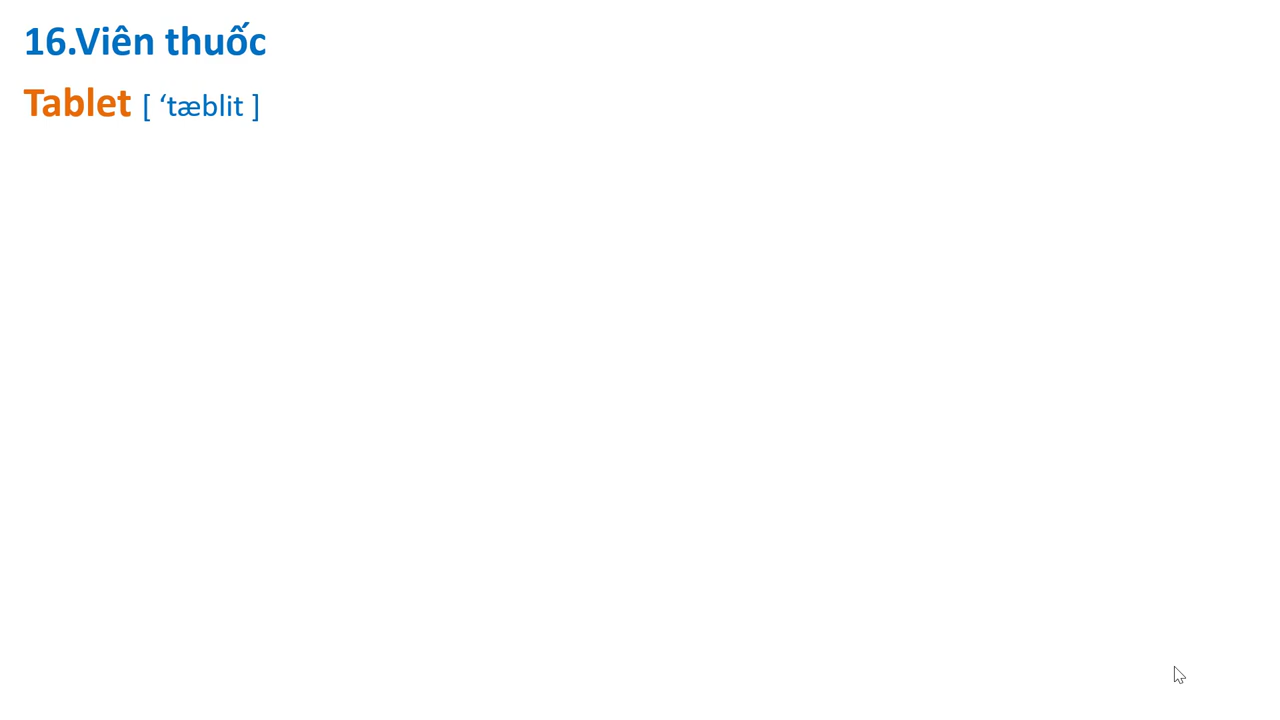 16.Viên thuốc
Tablet [ ‘tæblit ]